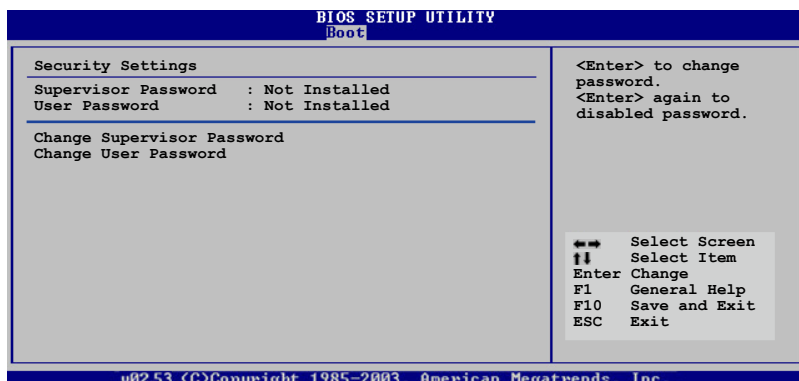 BIOS SETUP UTILITY
Boot
Security Settings
Supervisor Password : Not Installed
User Password : Not Installed
Change Supervisor Password
Change User Password
<Enter> to change
password.
<Enter> again to
disabled password.
←→ Select Screen
↑↓ Select Item
Enter Change
F1 General Help
F10 Save and Exit
ESC Exit
v02.53 (C)Copyright 1985-2003, American Megatrends, Inc.